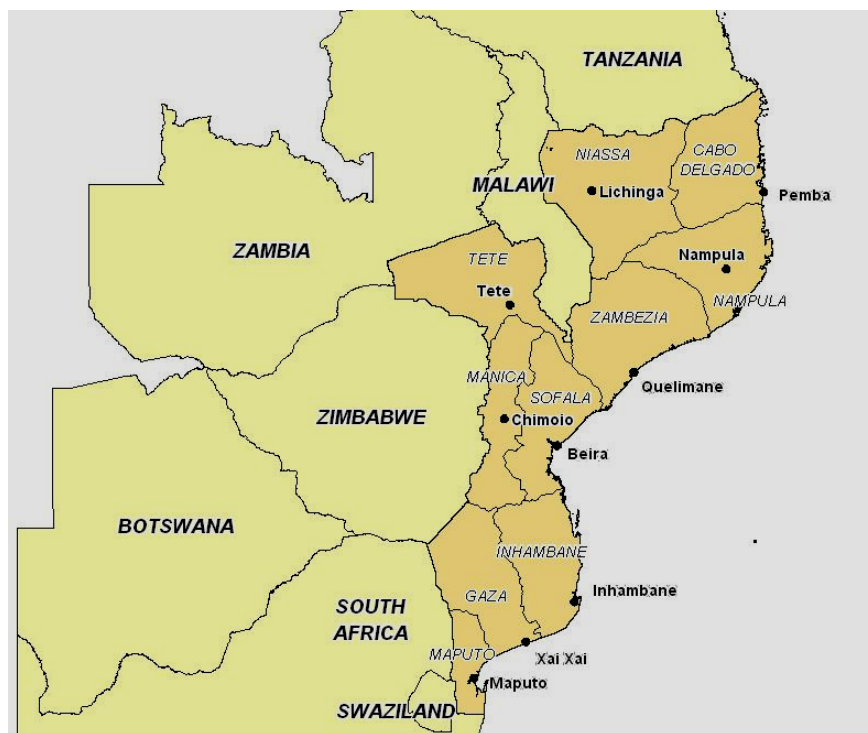 TANZANIA
NIASSA
CABO
DELGADO
MALAWI
Lichinga
Pemba
ZAMBIA
Nampula
TETE
Tete
NAMPULA
ZAMBEZIA
MANICA
Quelimane
SOFALA
ZIMBABWE
Chimoio
Beira
BOTSWANA
INHAMBANE
Inhambane
GAZA
SOUTH
AFRICA
MAPUTO
Xai Xai
Maputo
SWAZILAND